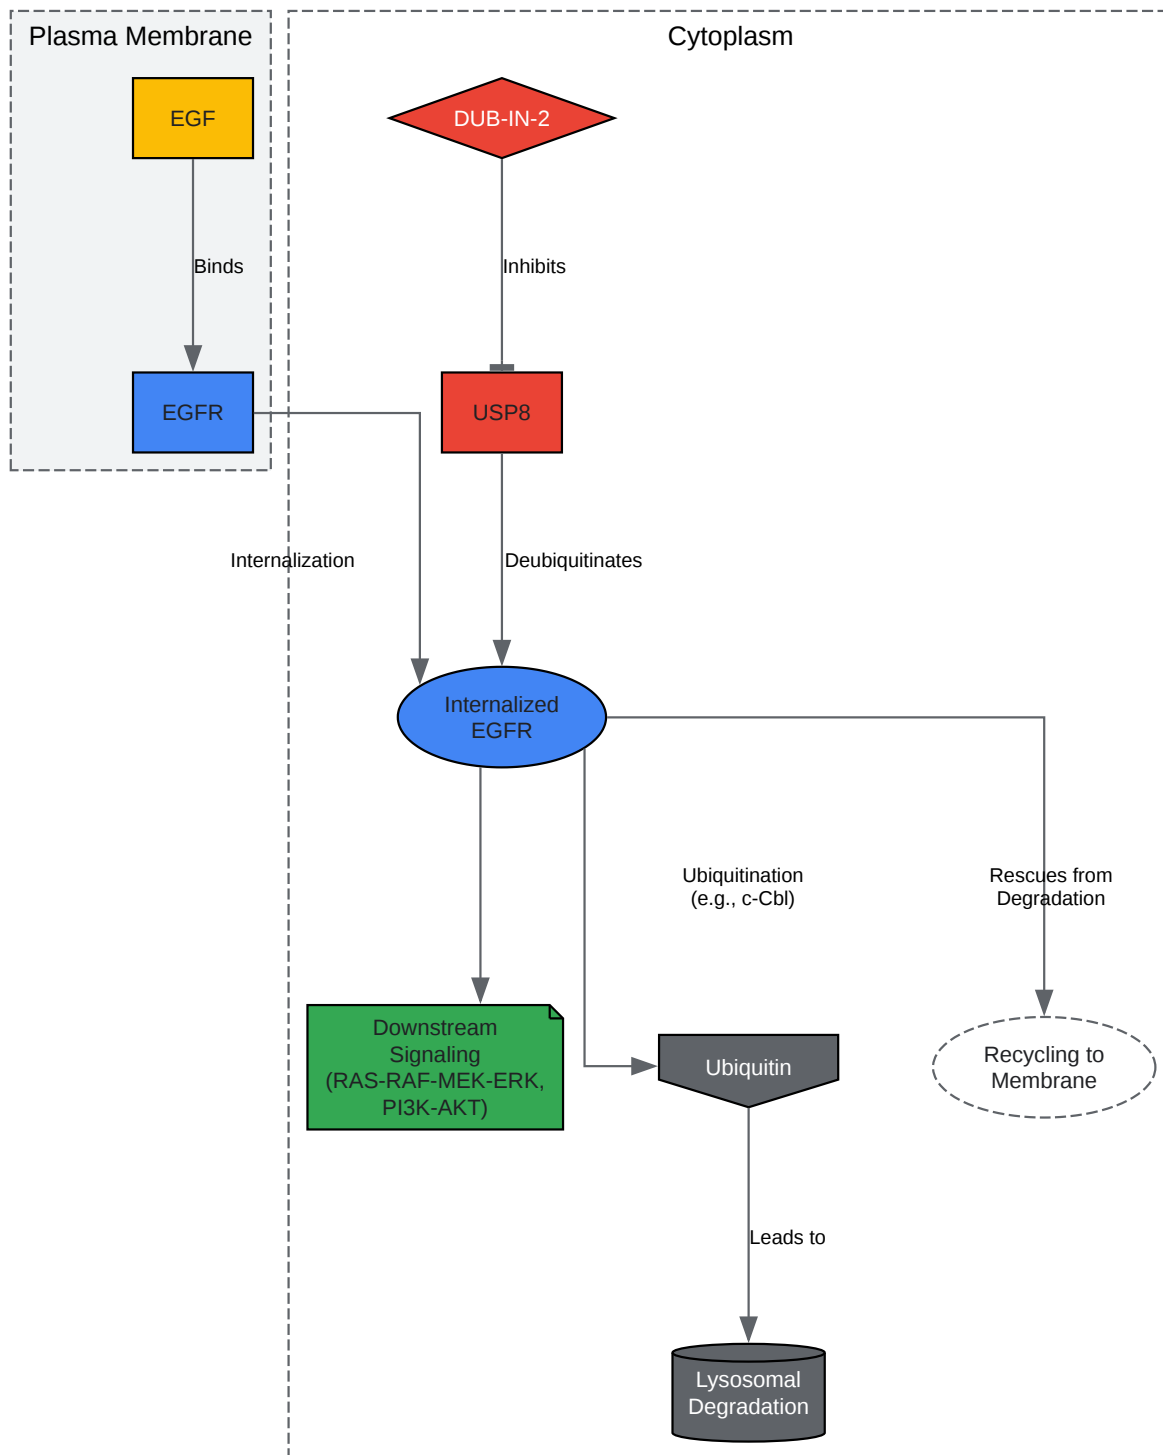 Plasma Membrane
Cytoplasm
EGF
DUB-IN-2
Binds
Inhibits
EGFR
USP8
Internalization
Deubiquitinates
Internalized
EGFR
Ubiquitination
(e.g., c-Cbl)
Rescues from
Degradation
Downstream
Signaling
(RAS-RAF-MEK-ERK,
PI3K-AKT)
Ubiquitin
Recycling to
Membrane
Leads to
Lysosomal
Degradation